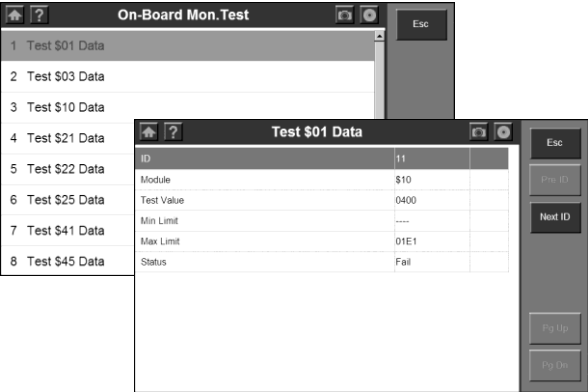 ?
On-Board Mon.Test
Esc
1 Test $01 Data
2 Test $03 Data
3 Test $10 Data
4 Test $21 Data
5 Test $22 Data
6 Test $25 Data
7 Test $41 Data
8 Test $45 Data
?
Test $01 Data
Esc
ID 11
Pre ID
Module $10
Test Value 0400
Next ID
Min Limit ----
Max Limit 01E1
Status Fail
Pg Up
Pg Dn